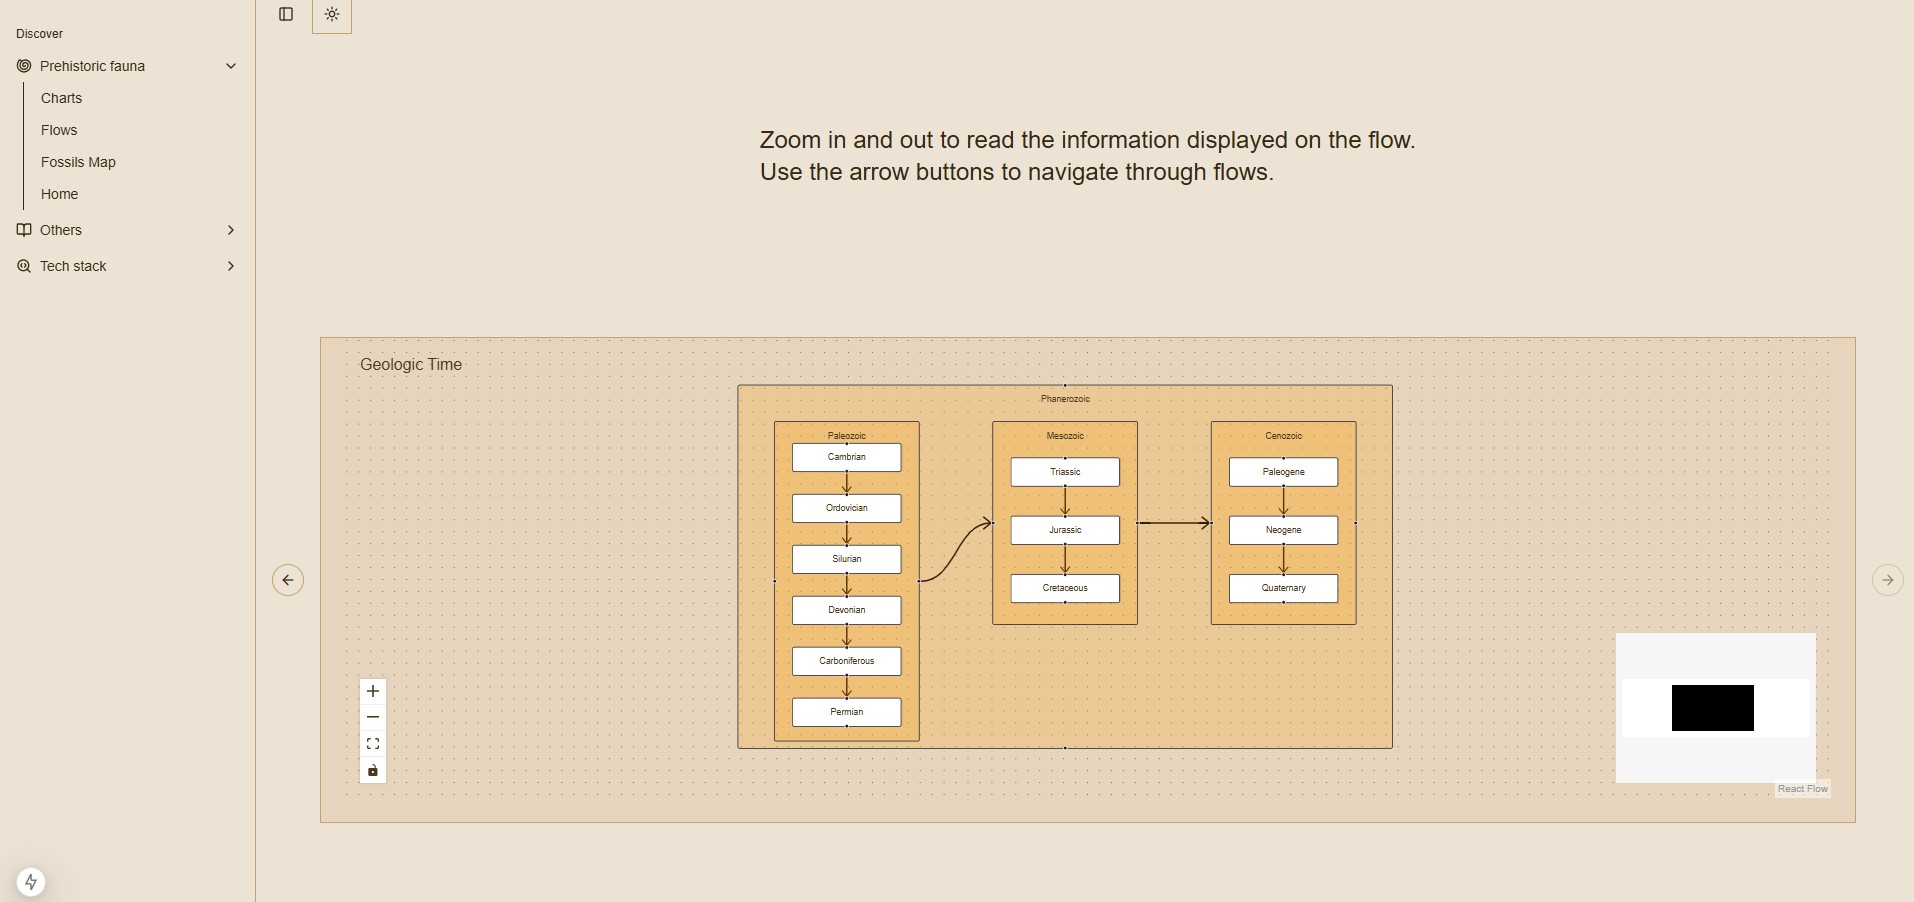 Discover
Prehistoric fauna
Charts
Flows
Fossils Map
Home
Others
Tech stack
Zoom in and out to read the information displayed on the flow.
Use the arrow buttons to navigate through flows.
Geologic Time
Phanerozoic
Paleozoic
Cambrian
Ordovician
Silurian
Devonian
Carboniferous
Permian
Mesozoic
Triassic
Jurassic
Cretaceous
Cenozoic
Paleogene
Neogene
Quaternary
React Flow